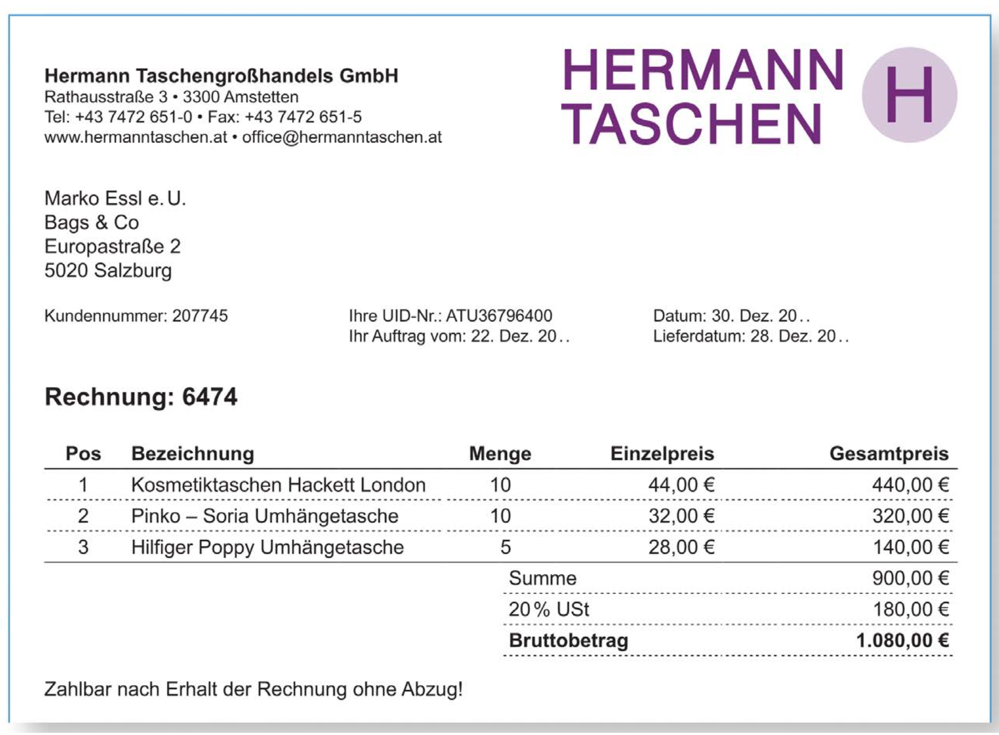 Hermann Taschengroßhandels GmbH
Rathausstraße 3 • 3300 Amstetten
Tel: +43 7472 651-0 • Fax: +43 7472 651-5
www.hermanntaschen.at • office@hermanntaschen.at
HERMANN
TASCHEN
H
Marko Essl e. U.
Bags & Co
Europastraße 2
5020 Salzburg
Kundennummer: 207745
Ihre UID-Nr.: ATU36796400
Ihr Auftrag vom: 22. Dez. 20..
Datum: 30. Dez. 20..
Lieferdatum: 28. Dez. 20..
Rechnung: 6474
Pos Bezeichnung Menge Einzelpreis Gesamtpreis
1 Kosmetiktaschen Hackett London 10 44,00 € 440,00 €
2 Pinko – Soria Umhängetasche 10 32,00 € 320,00 €
3 Hilfiger Poppy Umhängetasche 5 28,00 € 140,00 €
Summe 900,00 €
20 % USt 180,00 €
Bruttobetrag 1.080,00 €
Zahlbar nach Erhalt der Rechnung ohne Abzug!